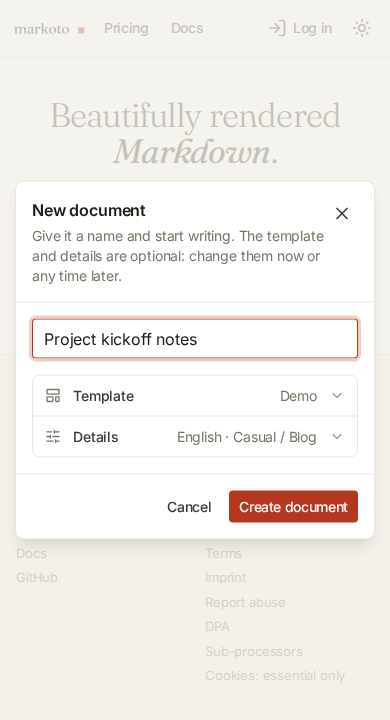 markoto
Pricing
Docs
Log in
Beautifully rendered
Markdown.
New document
Give it a name and start writing. The template
and details are optional: change them now or
any time later.
Project kickoff notes
Template
Demo
Details
English · Casual / Blog
Cancel
Create document
Docs
GitHub
Terms
Imprint
Report abuse
DPA
Sub-processors
Cookies: essential only